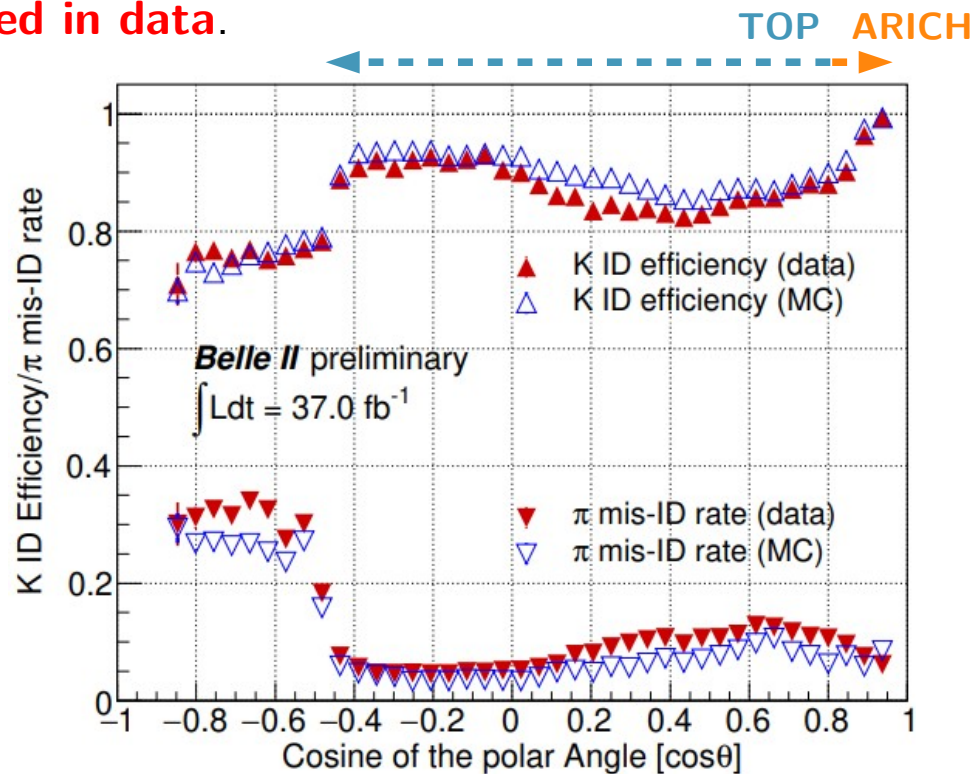 ed in data.
TOP ARICH
K ID Efficiency/π mis-ID rate
1
0.8
0.6
0.4
0.2
0
K ID efficiency (data)
K ID efficiency (MC)
Belle II preliminary
∫Ldt = 37.0 fb⁻¹
π mis-ID rate (data)
π mis-ID rate (MC)
−1 −0.8 −0.6 −0.4 −0.2 0 0.2 0.4 0.6 0.8 1
Cosine of the polar Angle [cosθ]